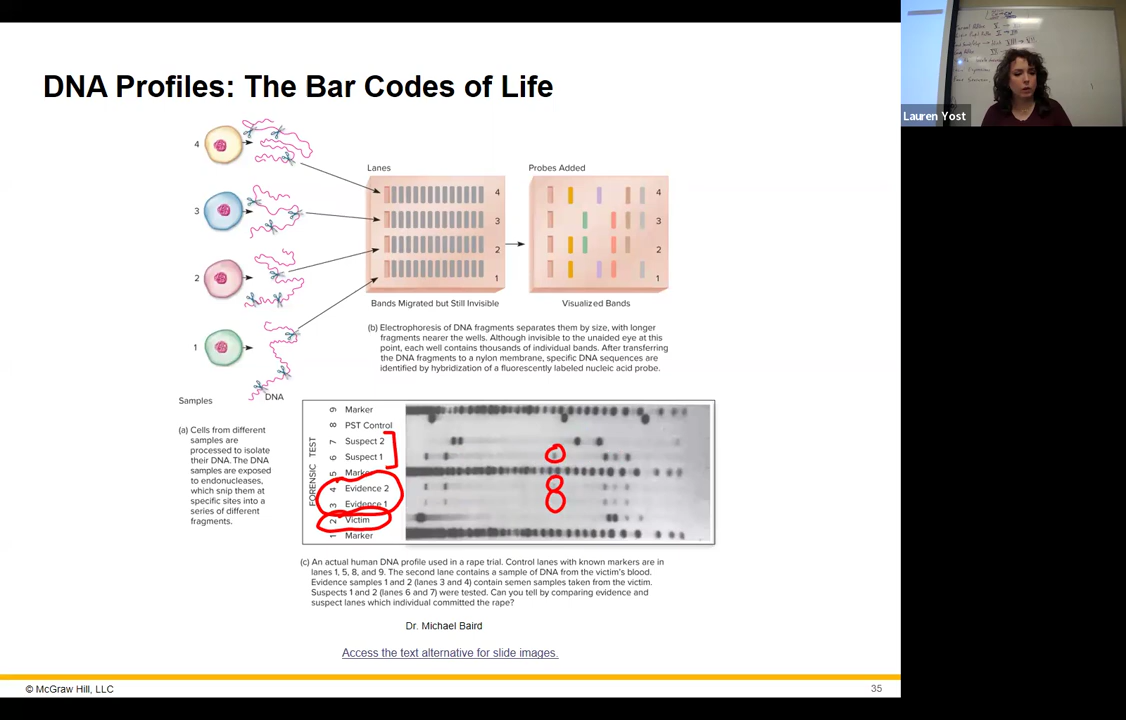 DNA Profiles: The Bar Codes of Life
Lauren Yost
4
3
2
1
Lanes
4
3
2
1
Bands Migrated but Still Invisible
Probes Added
4
3
2
1
Visualized Bands
DNA
Samples
(a) Cells from different
samples are
processed to isolate
their DNA. The DNA
samples are exposed
to endonucleases,
which snip them at
specific sites into a
series of different
fragments.
(b) Electrophoresis of DNA fragments separates them by size, with longer
fragments nearer the wells. Although invisible to the unaided eye at this
point, each well contains thousands of individual bands. After transferring
the DNA fragments to a nylon membrane, specific DNA sequences are
identified by hybridization of a fluorescently labeled nucleic acid probe.
FORENSIC TEST
9 Marker
8 PST Control
7 Suspect 2
6 Suspect 1
5 Marker
4 Evidence 2
3 Evidence 1
2 Victim
1 Marker
(c) An actual human DNA profile used in a rape trial. Control lanes with known markers are in
lanes 1, 5, 8, and 9. The second lane contains a sample of DNA from the victim's blood.
Evidence samples 1 and 2 (lanes 3 and 4) contain semen samples taken from the victim.
Suspects 1 and 2 (lanes 6 and 7) were tested. Can you tell by comparing evidence and
suspect lanes which individual committed the rape?
Dr. Michael Baird
Access the text alternative for slide images.
© McGraw Hill, LLC
35